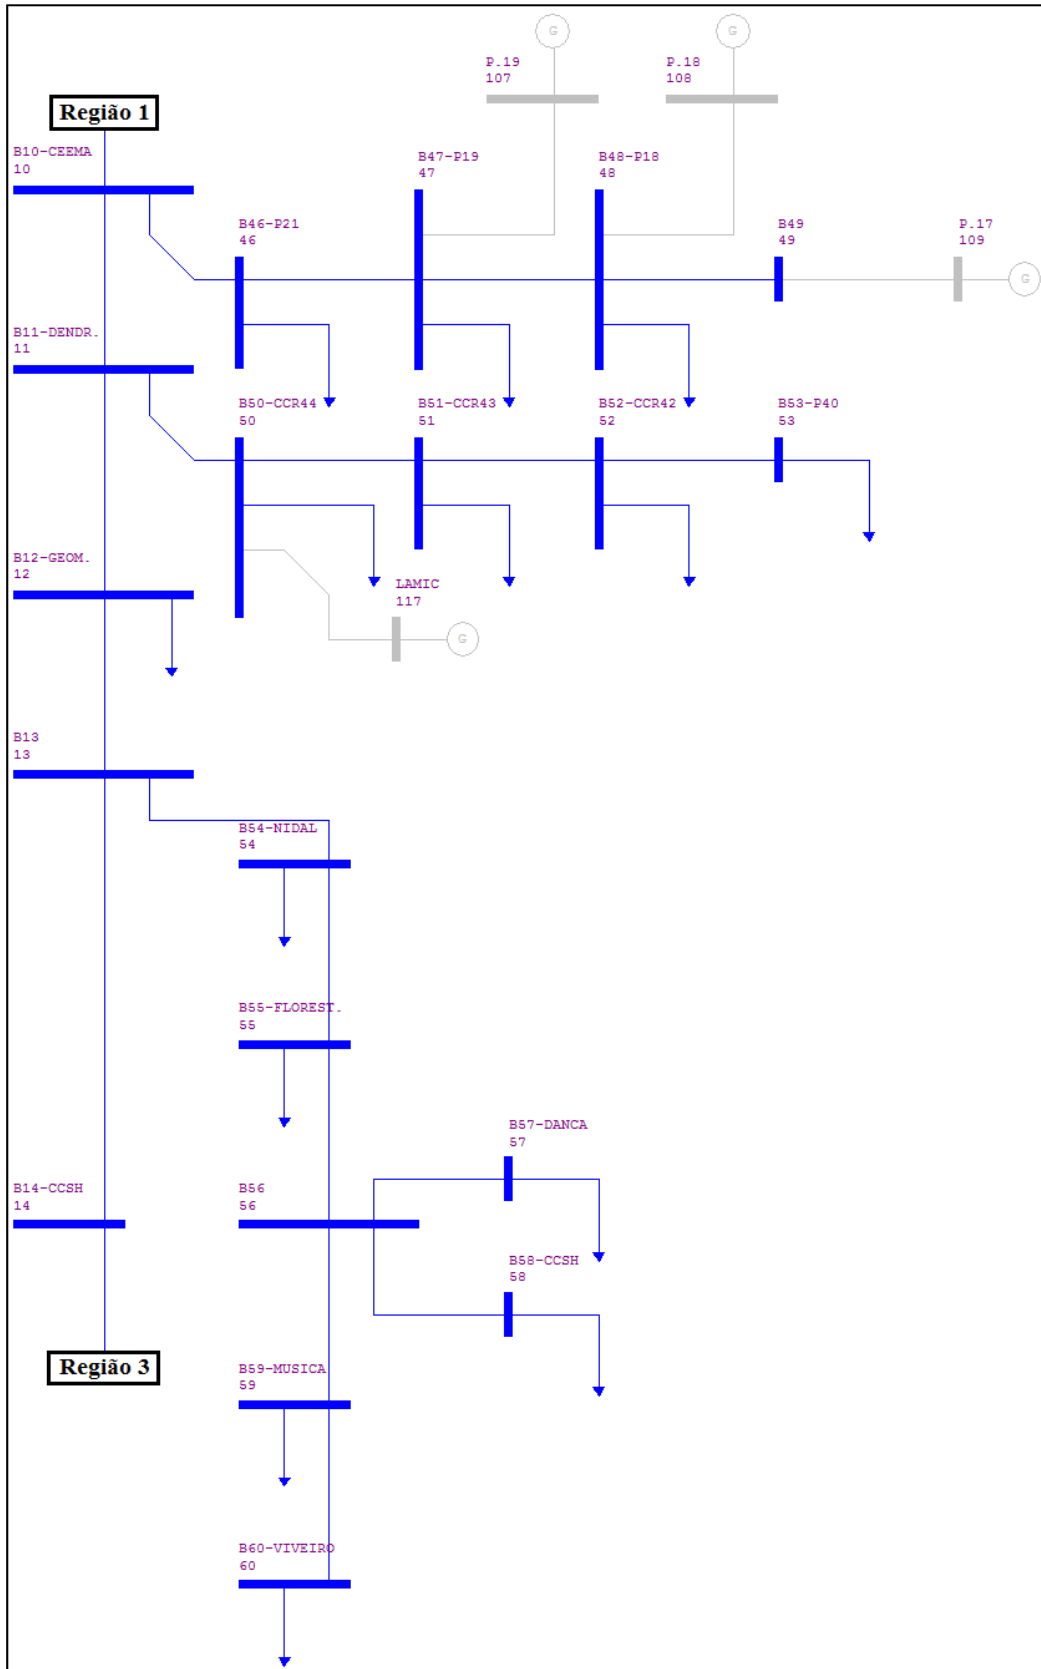 G
G
P.19
107
P.18
108
Região 1
B10-CEEMA
10
B47-P19
47
B48-P18
48
B46-P21
46
B49
49
P.17
109
G
B11-DENDR.
11
B50-CCR44
50
B51-CCR43
51
B52-CCR42
52
B53-P40
53
B12-GEOM.
12
LAMIC
117
G
B13
13
B54-NIDAL
54
B55-FLOREST.
55
B57-DANCA
57
B14-CCSH
14
B56
56
B58-CCSH
58
Região 3
B59-MUSICA
59
B60-VIVEIRO
60